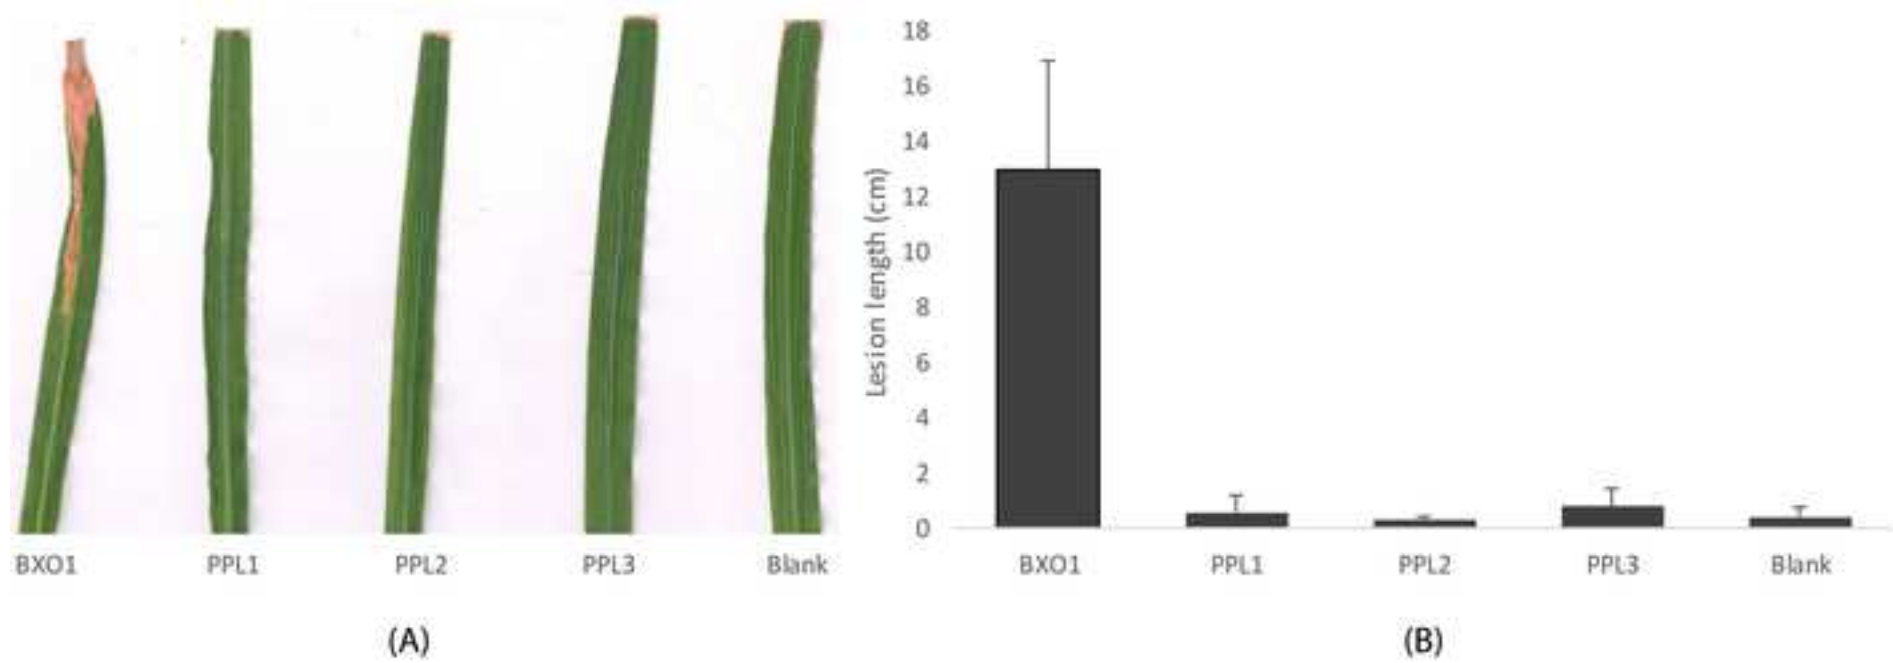 BXO1 PPL1 PPL2 PPL3 Blank
(A)
Lesion length (cm)
18
16
14
12
10
8
6
4
2
0
BXO1 PPL1 PPL2 PPL3 Blank
(B)